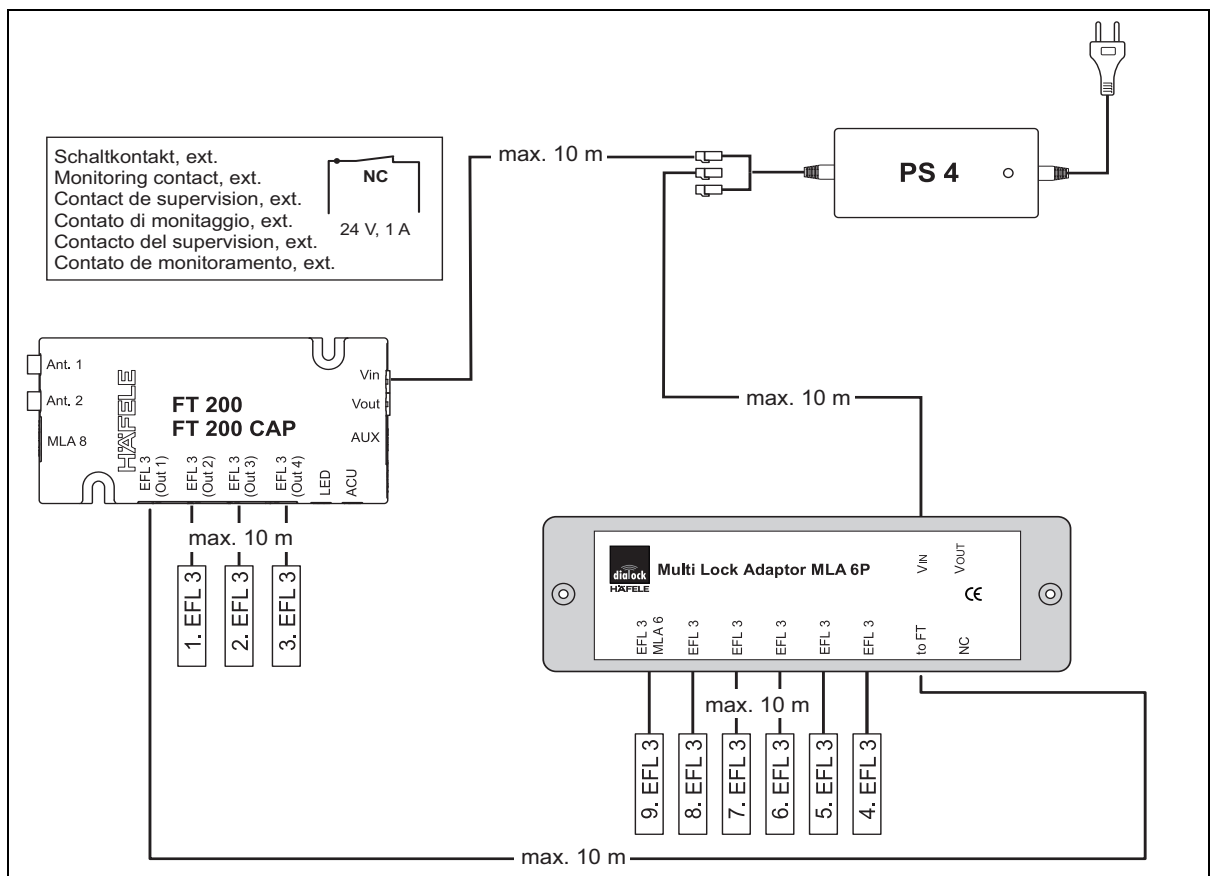 Schaltkontakt, ext.
Monitoring contact, ext.
Contact de supervision, ext.
Contato di monitaggio, ext.
Contacto del supervision, ext.
Contato de monitoramento, ext.
NC
24 V, 1 A
max. 10 m
PS 4
max. 10 m
Ant. 1
Ant. 2
MLA 8
HÄFELE
FT 200
FT 200 CAP
Vin
Vout
AUX
EFL 3
(Out 1)
EFL 3
(Out 2)
EFL 3
(Out 3)
EFL 3
(Out 4)
LED
ACU
max. 10 m
1. EFL 3
2. EFL 3
3. EFL 3
dialock
HÄFELE
Multi Lock Adaptor MLA 6P
VIN
VOUT
CE
EFL 3
MLA 6
EFL 3
EFL 3
EFL 3
EFL 3
EFL 3
to FT
NC
max. 10 m
9. EFL 3
8. EFL 3
7. EFL 3
6. EFL 3
5. EFL 3
4. EFL 3
max. 10 m